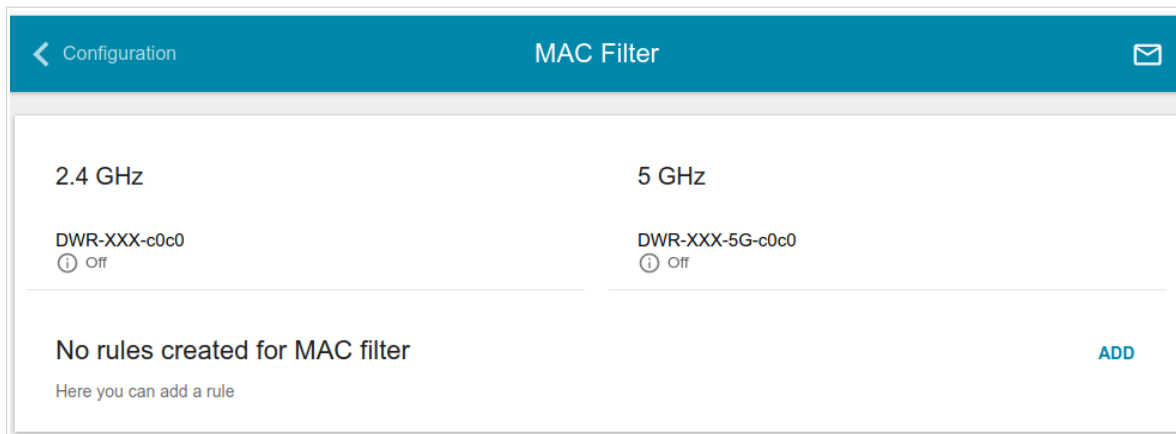 Configuration
MAC Filter
2.4 GHz
5 GHz
DWR-XXX-c0c0
Off
DWR-XXX-5G-c0c0
Off
No rules created for MAC filter
ADD
Here you can add a rule